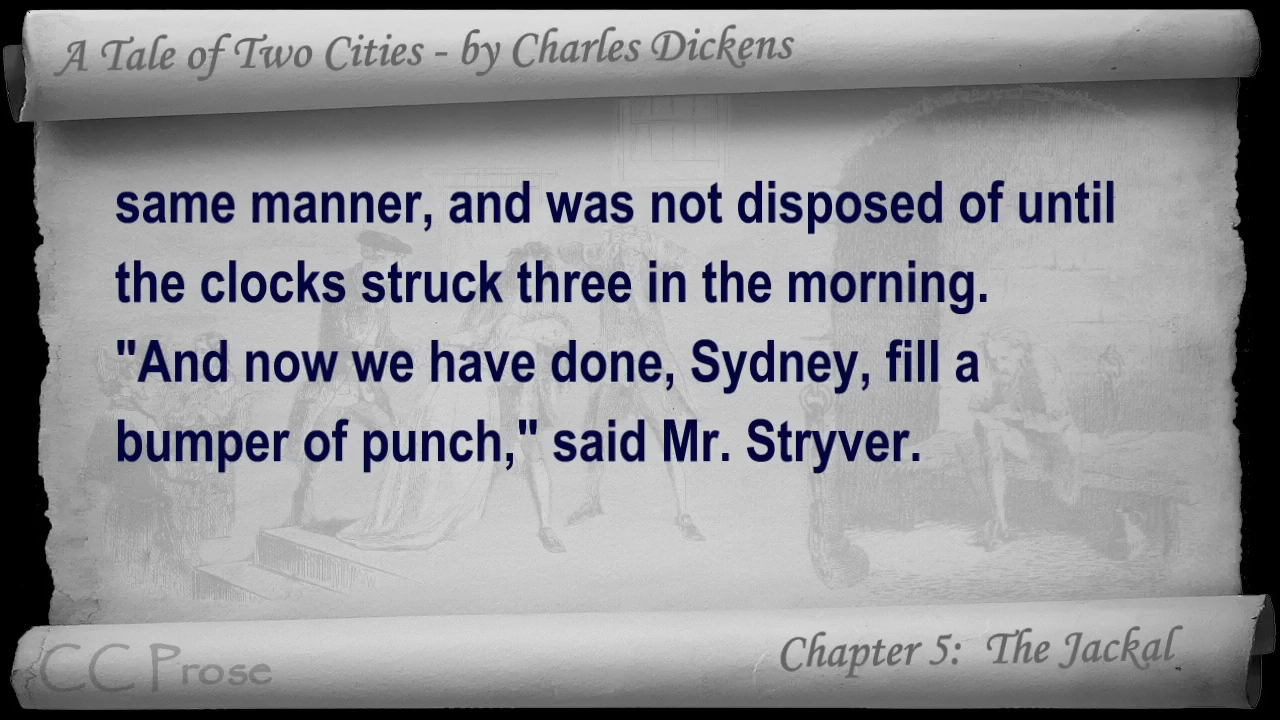 A Tale of Two Cities - by Charles Dickens
same manner, and was not disposed of until
the clocks struck three in the morning.
"And now we have done, Sydney, fill a
bumper of punch," said Mr. Stryver.
CC Prose
Chapter 5: The Jackal